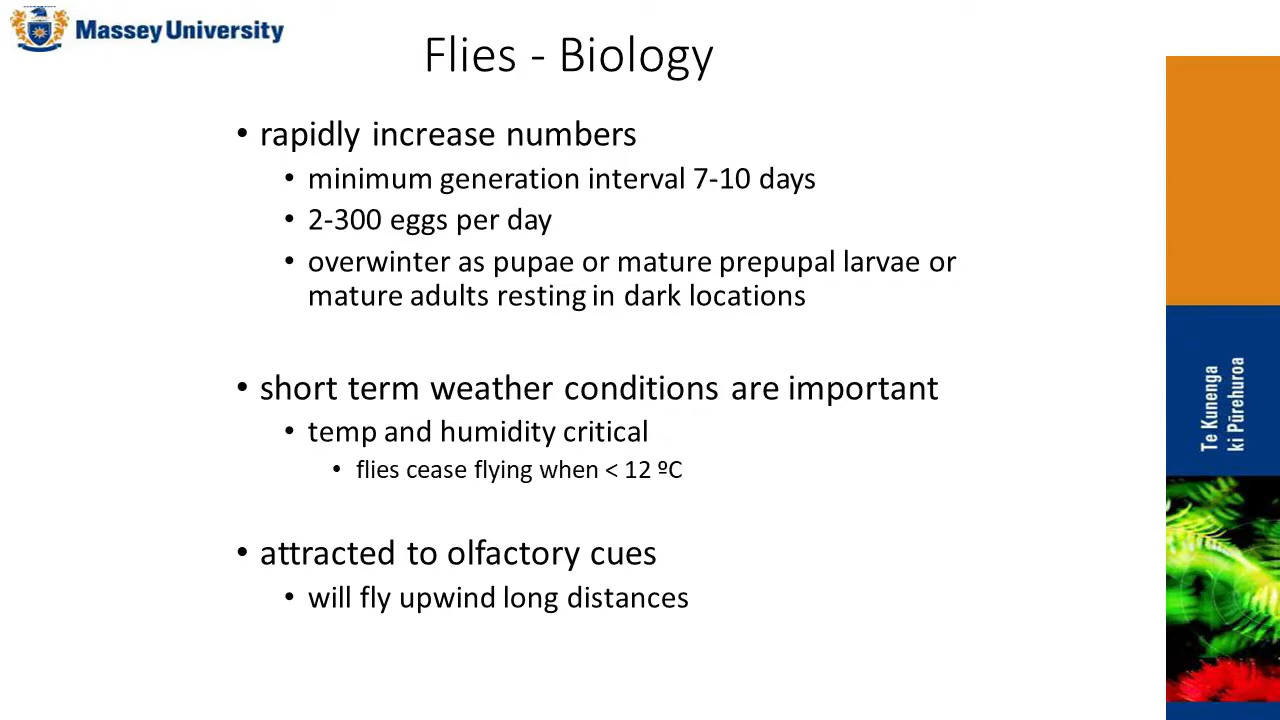 Massey University
Flies - Biology
• rapidly increase numbers
• minimum generation interval 7-10 days
• 2-300 eggs per day
• overwinter as pupae or mature prepupal larvae or
mature adults resting in dark locations
• short term weather conditions are important
• temp and humidity critical
• flies cease flying when < 12 ºC
• attracted to olfactory cues
• will fly upwind long distances
Te Kunenga
ki Pūrehuroa